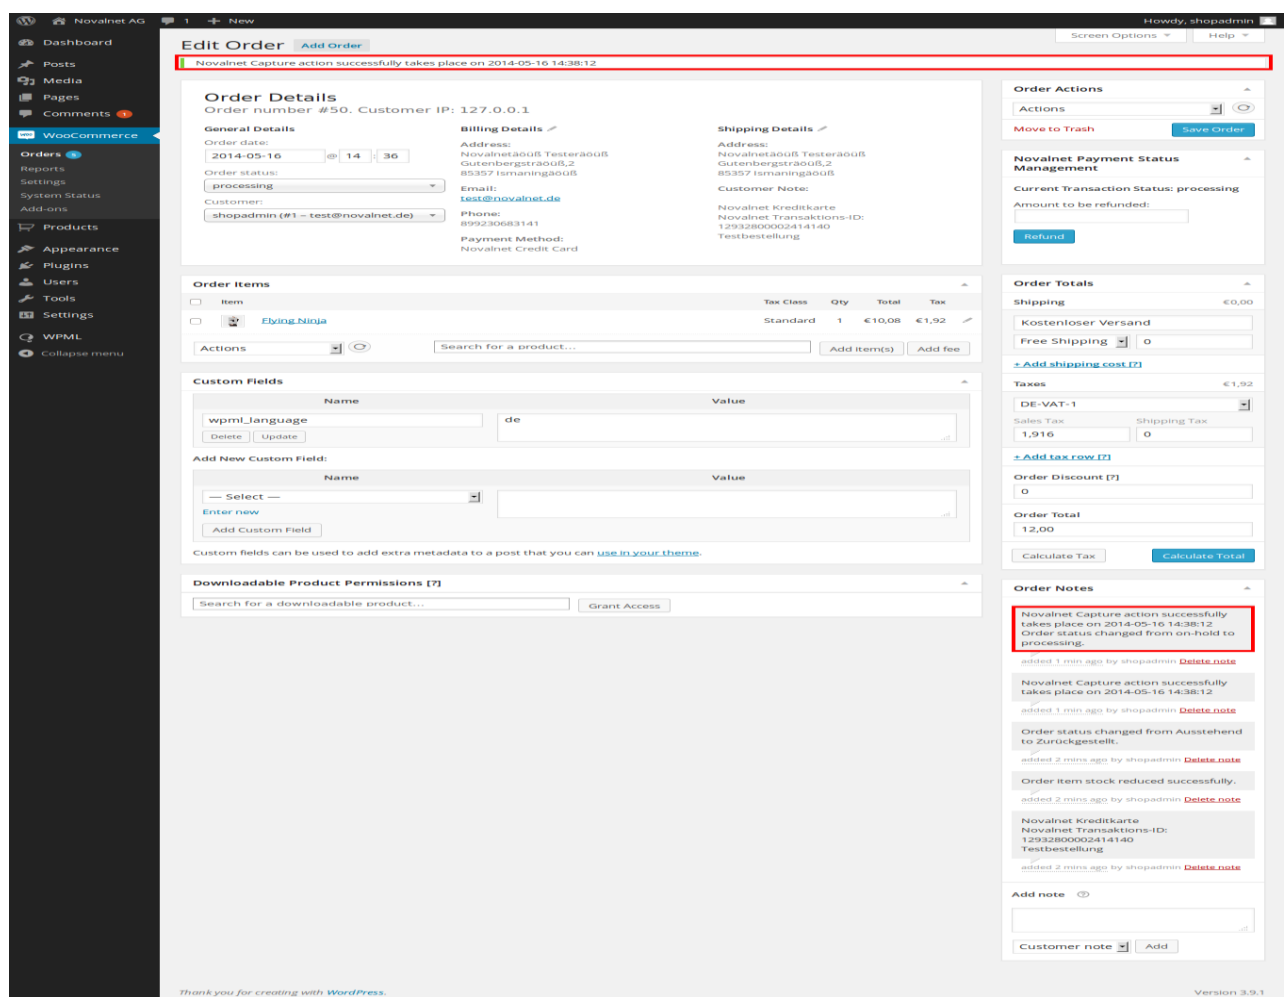 Novalnet AG 1 + New Howdy, shopadmin
Dashboard
Posts
Media
Pages
Comments 1
WooCommerce
Orders
Reports
Settings
System Status
Add-ons
Products
Appearance
Plugins
Users
Tools
Settings
WPML
Collapse menu
Screen Options Help
Edit Order Add Order
Novalnet Capture action successfully takes place on 2014-05-16 14:38:12
Order Details
Order number #50. Customer IP: 127.0.0.1
General Details
Order date:
2014-05-16 @ 14 : 36
Order status:
processing
Customer:
shopadmin (#1 – test@novalnet.de)
Billing Details
Address:
Novalnetäöüß Testeräöüß
Gutenbergsträöüß,2
85357 Ismaningäöüß
Email:
test@novalnet.de
Phone:
899230683141
Payment Method:
Novalnet Credit Card
Shipping Details
Address:
Novalnetäöüß Testeräöüß
Gutenbergsträöüß,2
85357 Ismaningäöüß
Customer Note:
Novalnet Kreditkarte
Novalnet Transaktions-ID:
12932800002414140
Testbestellung
Order Items
Item Tax Class Qty Total Tax
Flying Ninja Standard 1 €10,08 €1,92
Actions Search for a product... Add item(s) Add fee
Custom Fields
Name Value
wpml_language de
Delete Update
Add New Custom Field:
Name Value
— Select —
Enter new
Add Custom Field
Custom fields can be used to add extra metadata to a post that you can use in your theme.
Downloadable Product Permissions [?]
Search for a downloadable product... Grant Access
Order Actions
Actions
Move to Trash Save Order
Novalnet Payment Status
Management
Current Transaction Status: processing
Amount to be refunded:
Refund
Order Totals
Shipping €0,00
Kostenloser Versand
Free Shipping 0
+ Add shipping cost [?]
Taxes €1,92
DE-VAT-1
Sales Tax Shipping Tax
1,916 0
+ Add tax row [?]
Order Discount [?]
0
Order Total
12,00
Calculate Tax Calculate Total
Order Notes
Novalnet Capture action successfully
takes place on 2014-05-16 14:38:12
Order status changed from on-hold to
processing.
added 1 min ago by shopadmin Delete note
Novalnet Capture action successfully
takes place on 2014-05-16 14:38:12
added 1 min ago by shopadmin Delete note
Order status changed from Ausstehend
to Zurückgestellt.
added 2 mins ago by shopadmin Delete note
Order item stock reduced successfully.
added 2 mins ago by shopadmin Delete note
Novalnet Kreditkarte
Novalnet Transaktions-ID:
12932800002414140
Testbestellung
added 2 mins ago by shopadmin Delete note
Add note
Customer note Add
Thank you for creating with WordPress. Version 3.9.1